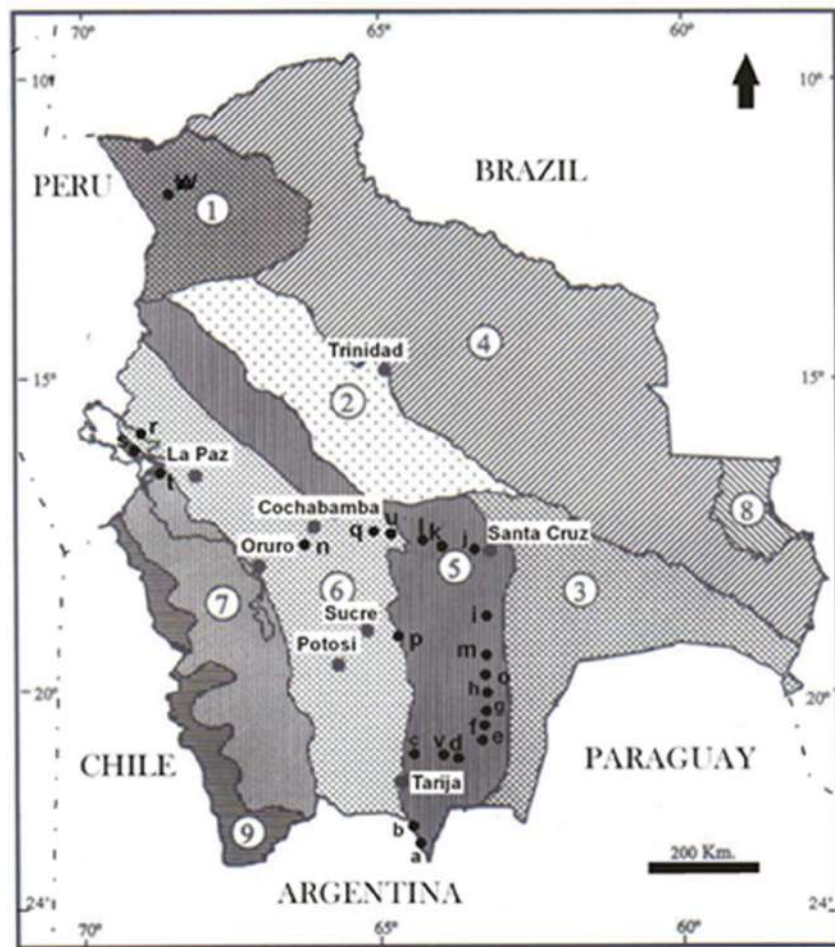 70° 65° 60°
10° 10°
PERU
BRAZIL
w
1
4
Trinidad
15° 15°
2
r
s
La Paz
t
8
Cochabamba
u
q
l
k
j
Santa Cruz
Oruro
n
5
3
6
7
i
Sucre
p
m
Potosi
o
20° 20°
h
g
f
e
c
v
d
CHILE
PARAGUAY
Tarija
b
9
a
200 Km.
ARGENTINA
24° 24°
70° 65° 60°